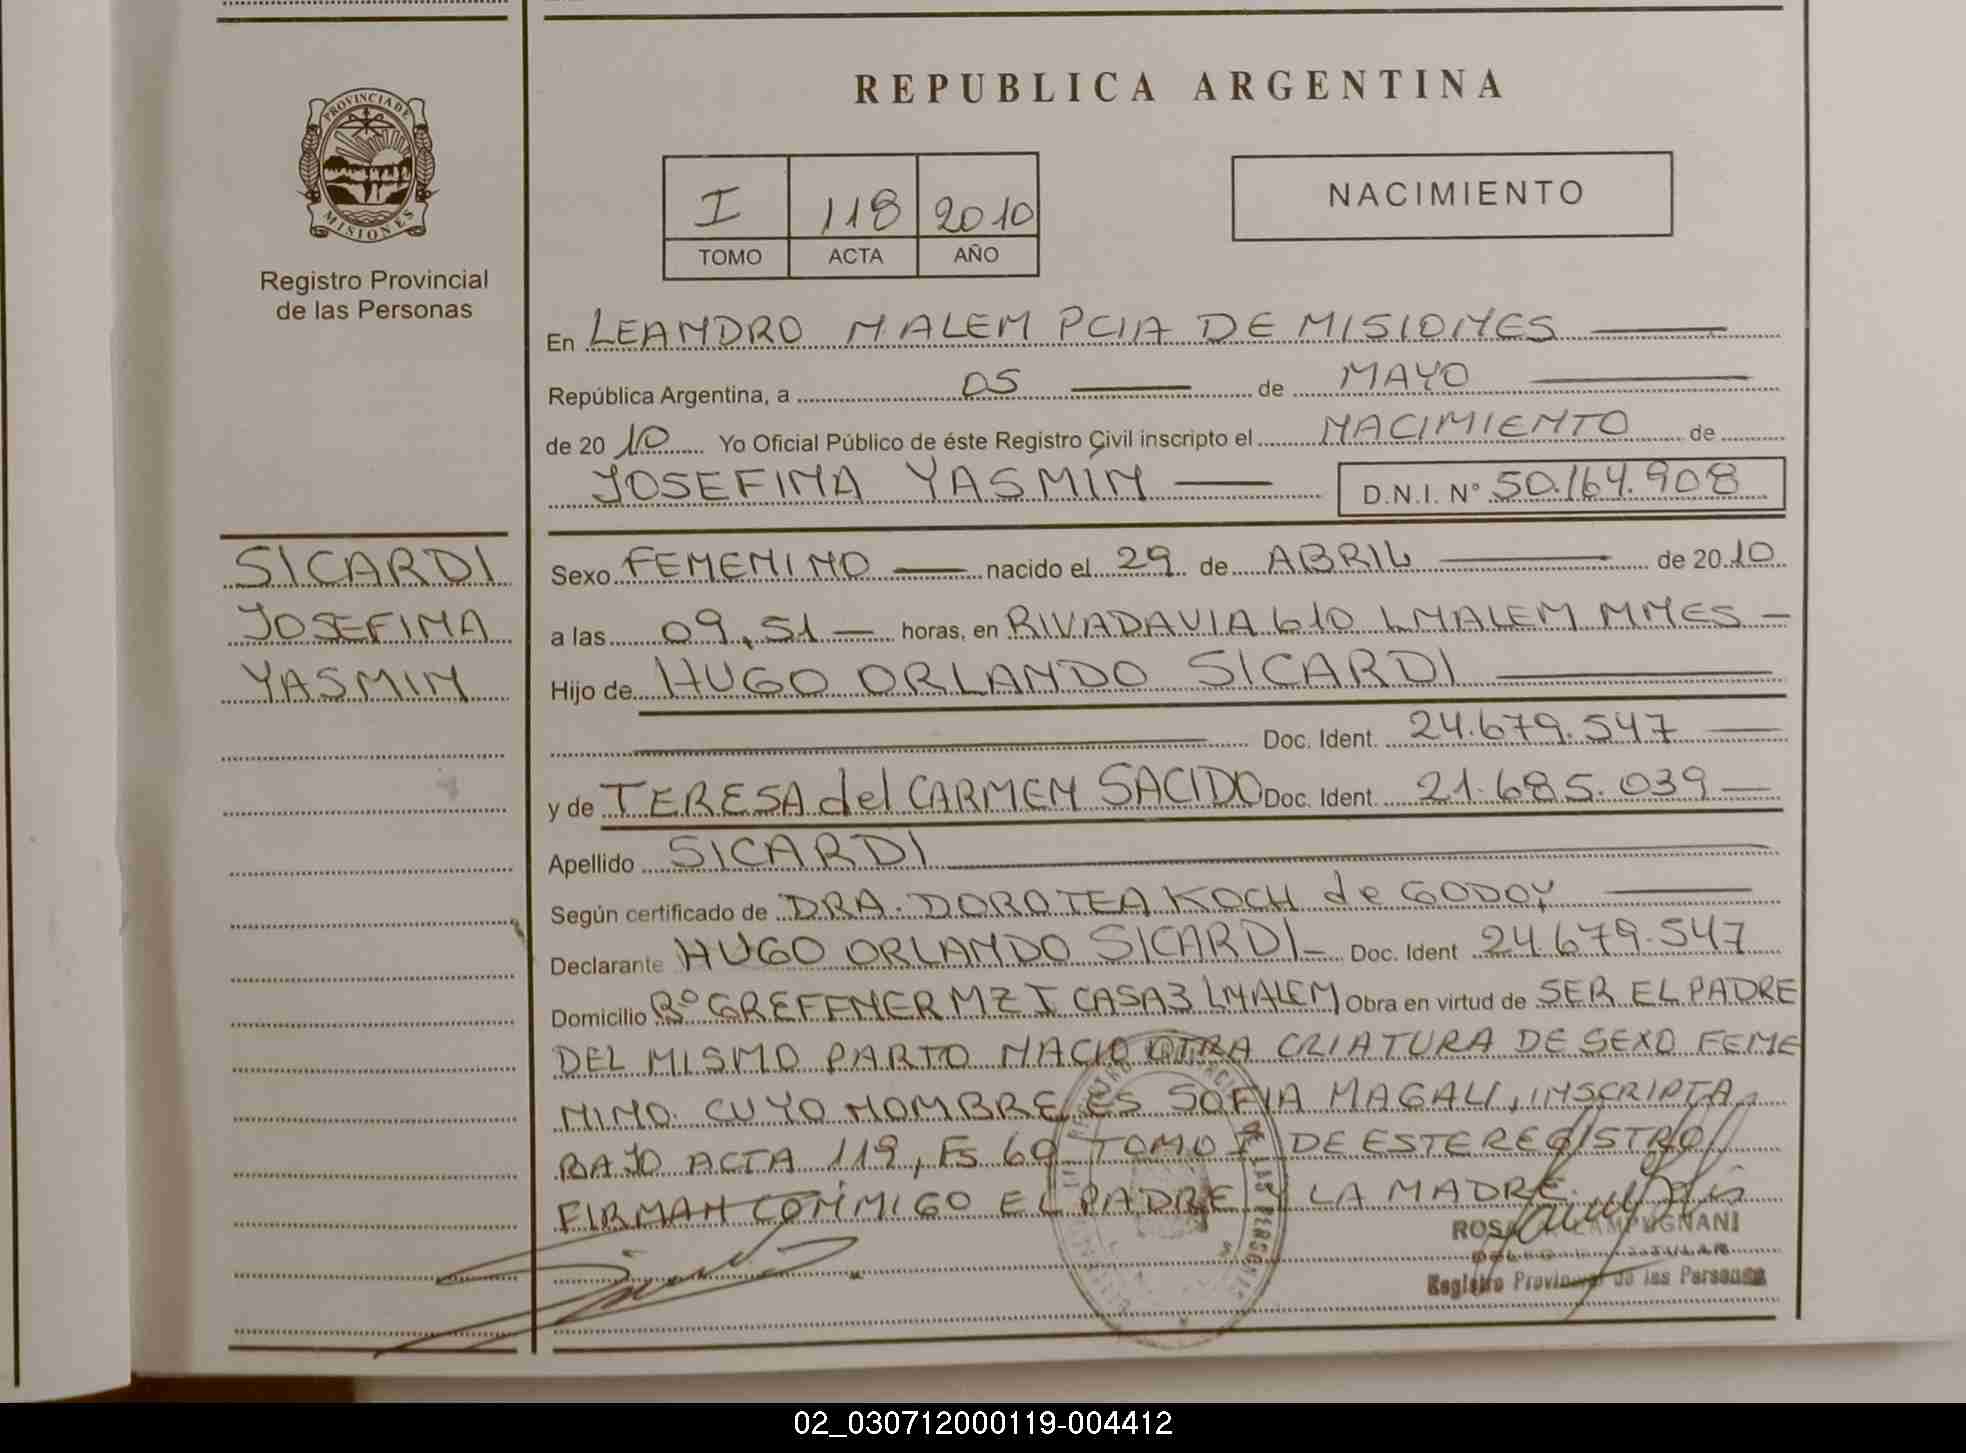 REPUBLICA ARGENTINA
PROVINCIA DE
MISIONES
Registro Provincial
de las Personas
I 118 2010
TOMO ACTA AÑO
NACIMIENTO
En LEANDRO N ALEM PCIA DE MISIONES
República Argentina, a 05 de MAYO
de 2010 Yo Oficial Público de éste Registro Civil inscripto el NACIMIENTO de
JOSEFINA YASMIN D.N.I. N° 50.164.908
SICARDI
JOSEFINA
YASMIN
Sexo FEMENINO nacido el 29 de ABRIL de 2010
a las 09,51 horas, en RIVADAVIA 610 LNALEM MNES
Hijo de HUGO ORLANDO SICARDI
Doc. Ident. 24.679.547
y de TERESA del CARMEN SACIDO Doc. Ident. 21.685.039
Apellido SICARDI
Según certificado de DRA. DOROTEA KOCH de GODOY
Declarante HUGO ORLANDO SICARDI Doc. Ident 24.679.547
Domicilio Bº GREFFNER MZ I CASA 3 LNALEM Obra en virtud de SER EL PADRE
DEL MISMO PARTO NACIO OTRA CRIATURA DE SEXO FEME
NINO CUYO NOMBRE ES SOFIA MAGALI, INSCRIPTA
BAJO ACTA 119, Fs 60 TOMO I DE ESTE REGISTRO
FIRMAN CONMIGO EL PADRE Y LA MADRE.
LAMPUGNANI
Registro Provincial de las Personas
02_030712000119-004412